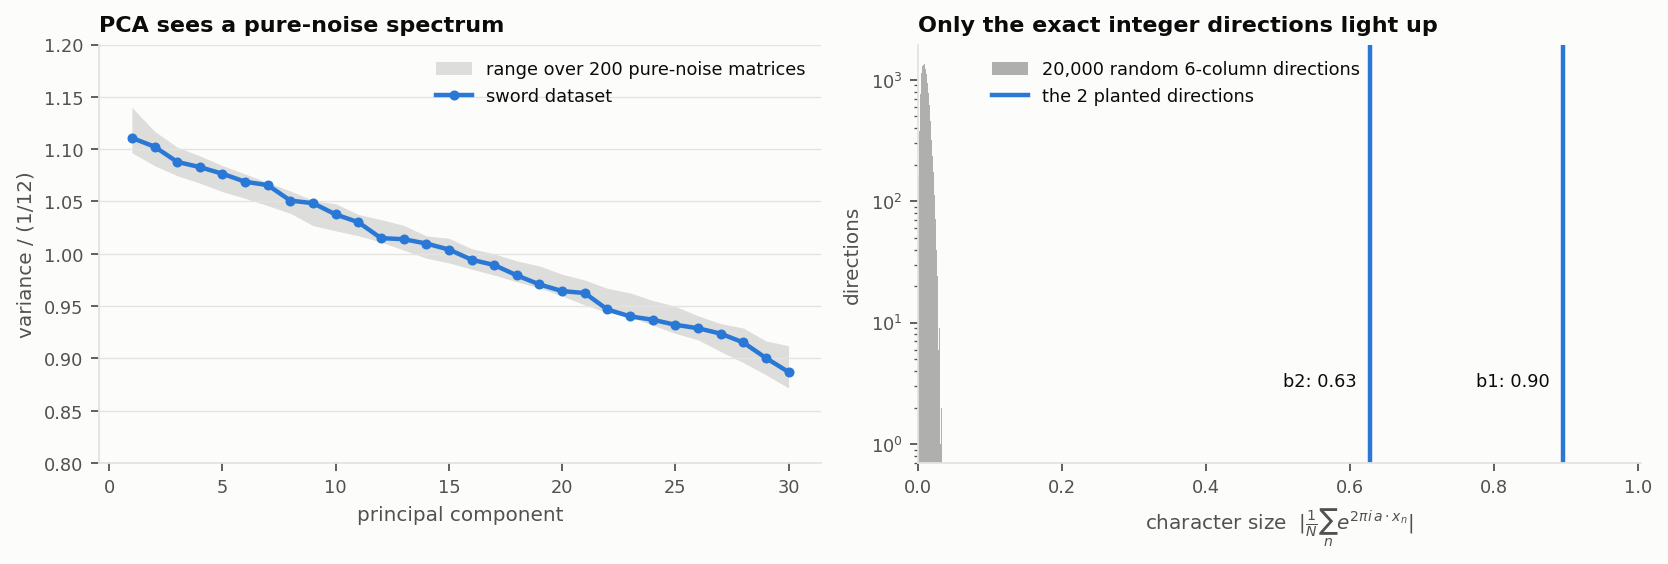 PCA sees a pure-noise spectrum
range over 200 pure-noise matrices
sword dataset
variance / (1/12)
1.20
1.15
1.10
1.05
1.00
0.95
0.90
0.85
0.80
0
5
10
15
20
25
30
principal component
Only the exact integer directions light up
20,000 random 6-column directions
the 2 planted directions
directions
10³
10²
10¹
10⁰
b2: 0.63
b1: 0.90
0.0
0.2
0.4
0.6
0.8
1.0
character size |1/N ∑ₙ e^{2πi a·xₙ}|